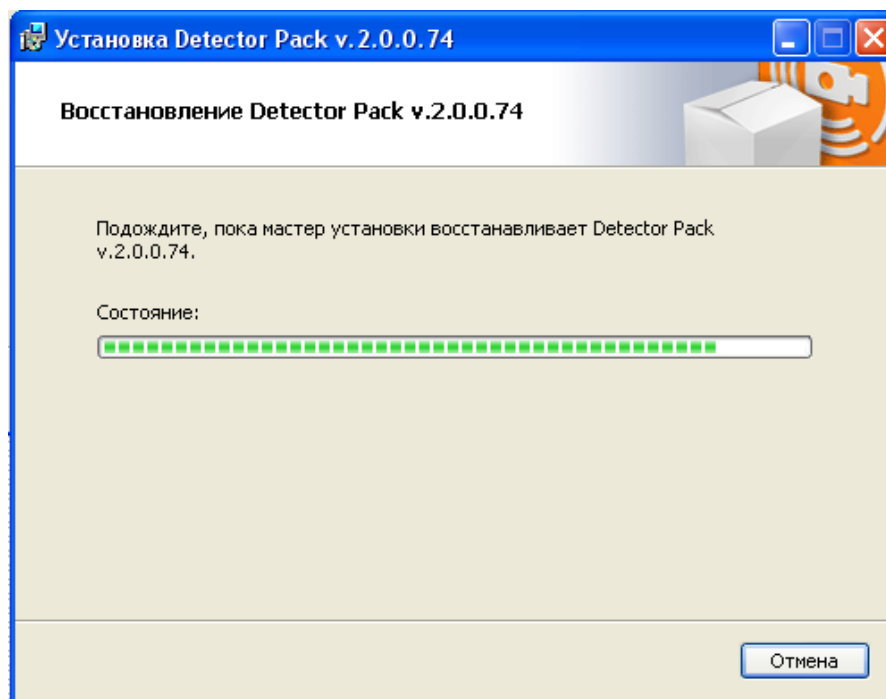 Установка Detector Pack v.2.0.0.74
Восстановление Detector Pack v.2.0.0.74
Подождите, пока мастер установки восстанавливает Detector Pack
v.2.0.0.74.
Состояние:
Отмена